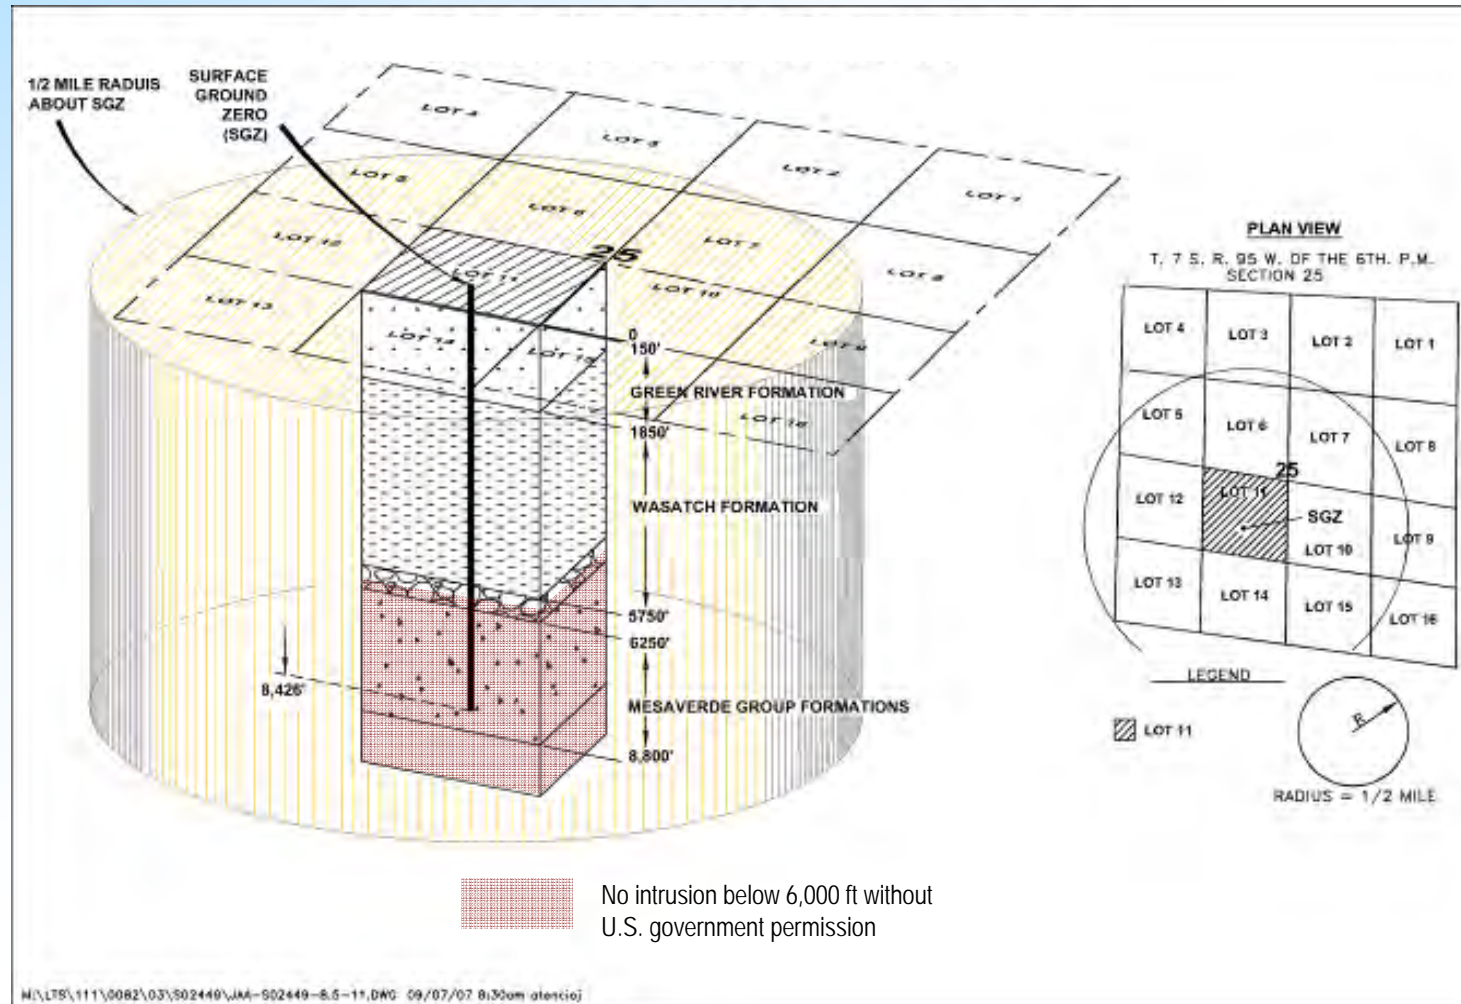 1/2 MILE RADUIS
ABOUT SGZ
SURFACE
GROUND
ZERO
(SGZ)
LOT 4
LOT 3
LOT 2
LOT 1
LOT 5
LOT 6
LOT 7
LOT 8
25
LOT 12
LOT 11
LOT 10
LOT 9
LOT 13
LOT 14
LOT 15
LOT 16
0
150'
GREEN RIVER FORMATION
1850'
WASATCH FORMATION
5750'
6250'
8,426'
MESAVERDE GROUP FORMATIONS
8,800'
PLAN VIEW
T. 7 S. R. 95 W. OF THE 6TH. P.M.
SECTION 25
LOT 4
LOT 3
LOT 2
LOT 1
LOT 5
LOT 6
LOT 7
LOT 8
25
LOT 12
LOT 11
SGZ
LOT 10
LOT 9
LOT 13
LOT 14
LOT 15
LOT 16
LEGEND
LOT 11
R
RADIUS = 1/2 MILE
No intrusion below 6,000 ft without
U.S. government permission
09/07/07 8:30am atencioj